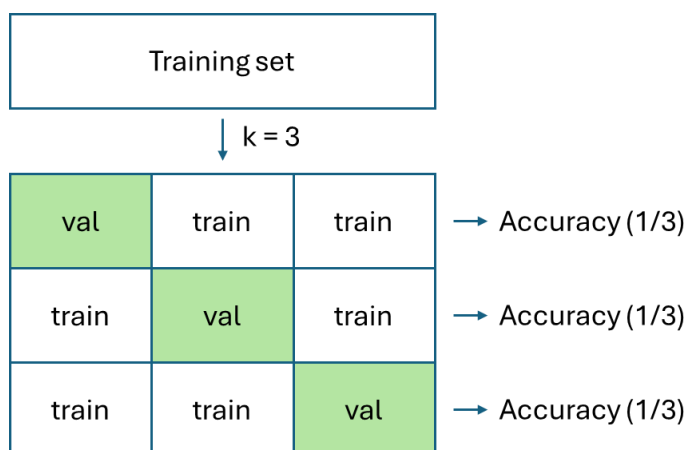 Training set
k = 3
val train train Accuracy (1/3)
train val train Accuracy (1/3)
train train val Accuracy (1/3)